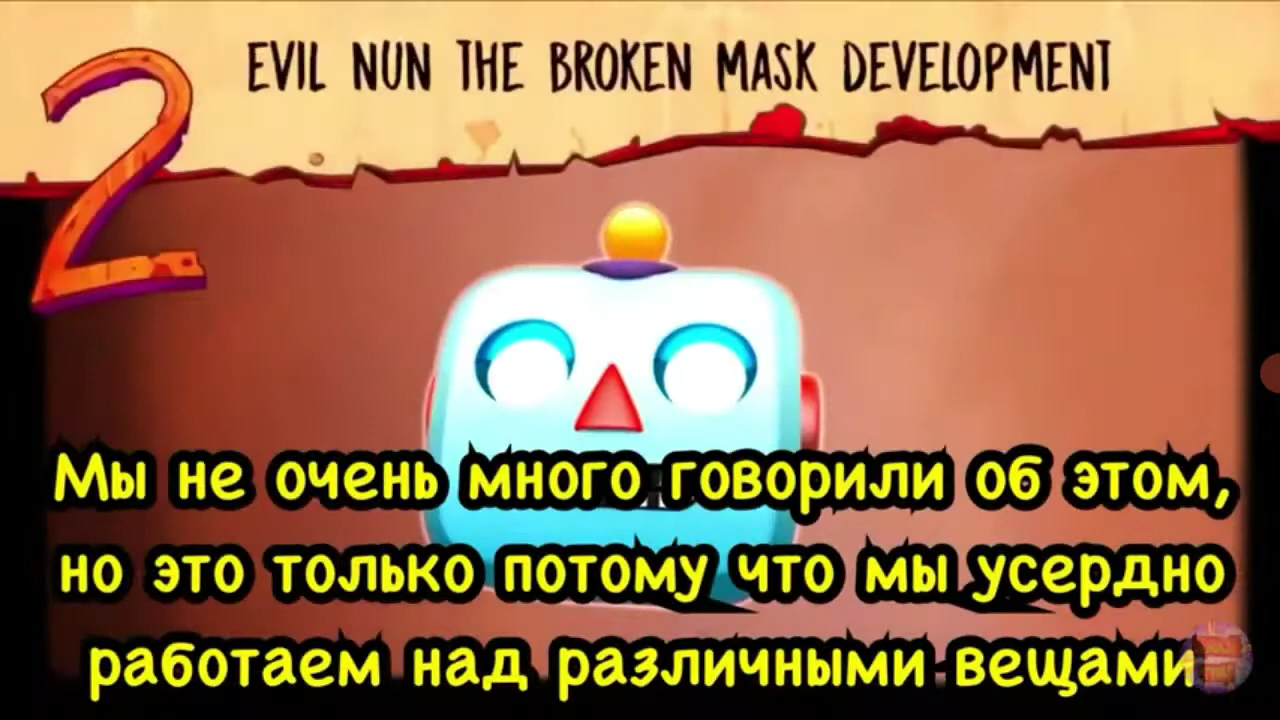 2
EVIL NUN THE BROKEN MASK DEVELOPMENT
Мы не очень много говорили об этом,
но это только потому что мы усердно
работаем над различными вещами